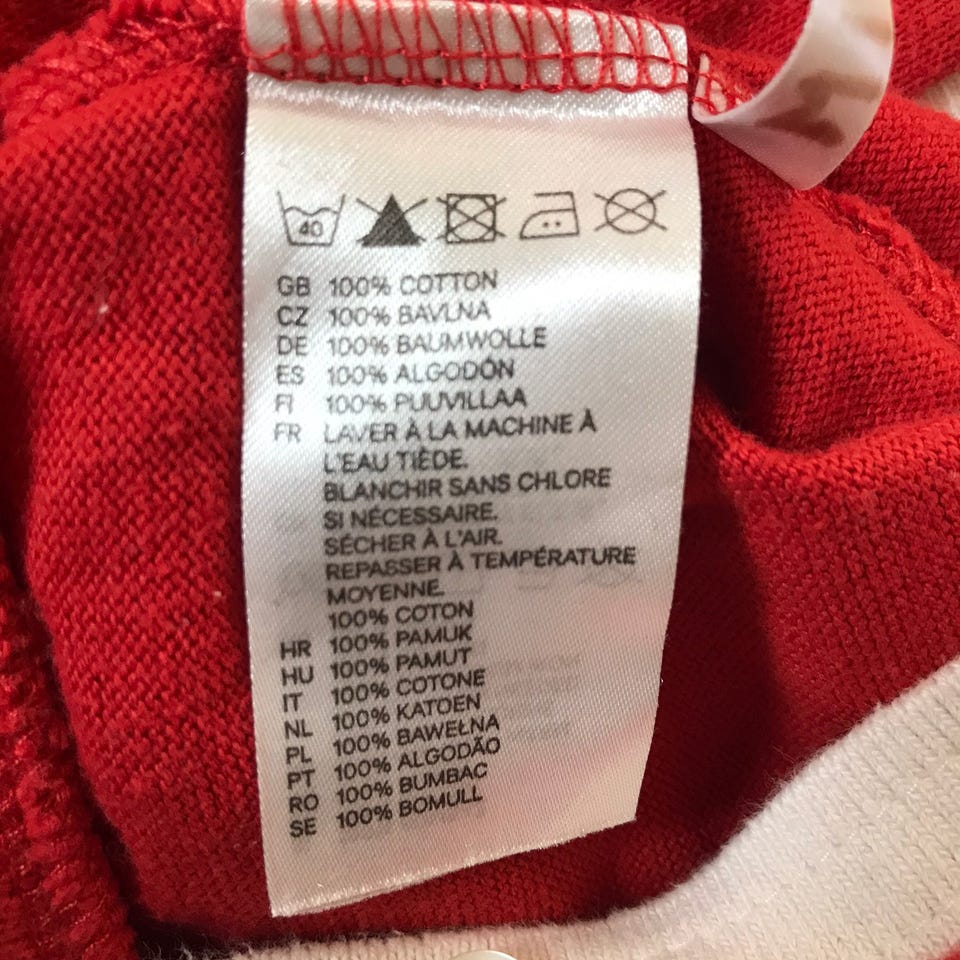 40
GB 100% COTTON
CZ 100% BAVLNA
DE 100% BAUMWOLLE
ES 100% ALGODÓN
FI 100% PUUVILLAA
FR LAVER À LA MACHINE À
L'EAU TIÈDE.
BLANCHIR SANS CHLORE
SI NÉCESSAIRE.
SÉCHER À L'AIR.
REPASSER À TEMPÉRATURE
MOYENNE.
100% COTON
HR 100% PAMUK
HU 100% PAMUT
IT 100% COTONE
NL 100% KATOEN
PL 100% BAWEŁNA
PT 100% ALGODÃO
RO 100% BUMBAC
SE 100% BOMULL